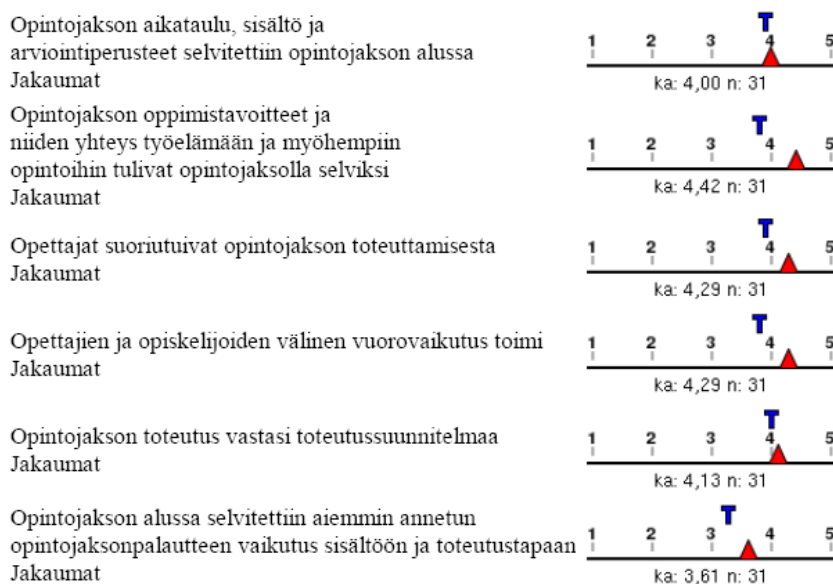 Opintojakson aikataulu, sisältö ja
arviointiperusteet selvitettiin opintojakson alussa
Jakaumat
T
1 2 3 4 5
ka: 4,00 n: 31
Opintojakson oppimistavoitteet ja
niiden yhteys työelämään ja myöhempiin
opintoihin tulivat opintojaksolla selviksi
Jakaumat
T
1 2 3 4 5
ka: 4,42 n: 31
Opettajat suoriutuivat opintojakson toteuttamisesta
Jakaumat
T
1 2 3 4 5
ka: 4,29 n: 31
Opettajien ja opiskelijoiden välinen vuorovaikutus toimi
Jakaumat
T
1 2 3 4 5
ka: 4,29 n: 31
Opintojakson toteutus vastasi toteutussuunnitelmaa
Jakaumat
T
1 2 3 4 5
ka: 4,13 n: 31
Opintojakson alussa selvitettiin aiemmin annetun
opintojaksonpalautteen vaikutus sisältöön ja toteutustapaan
Jakaumat
T
1 2 3 4 5
ka: 3,61 n: 31